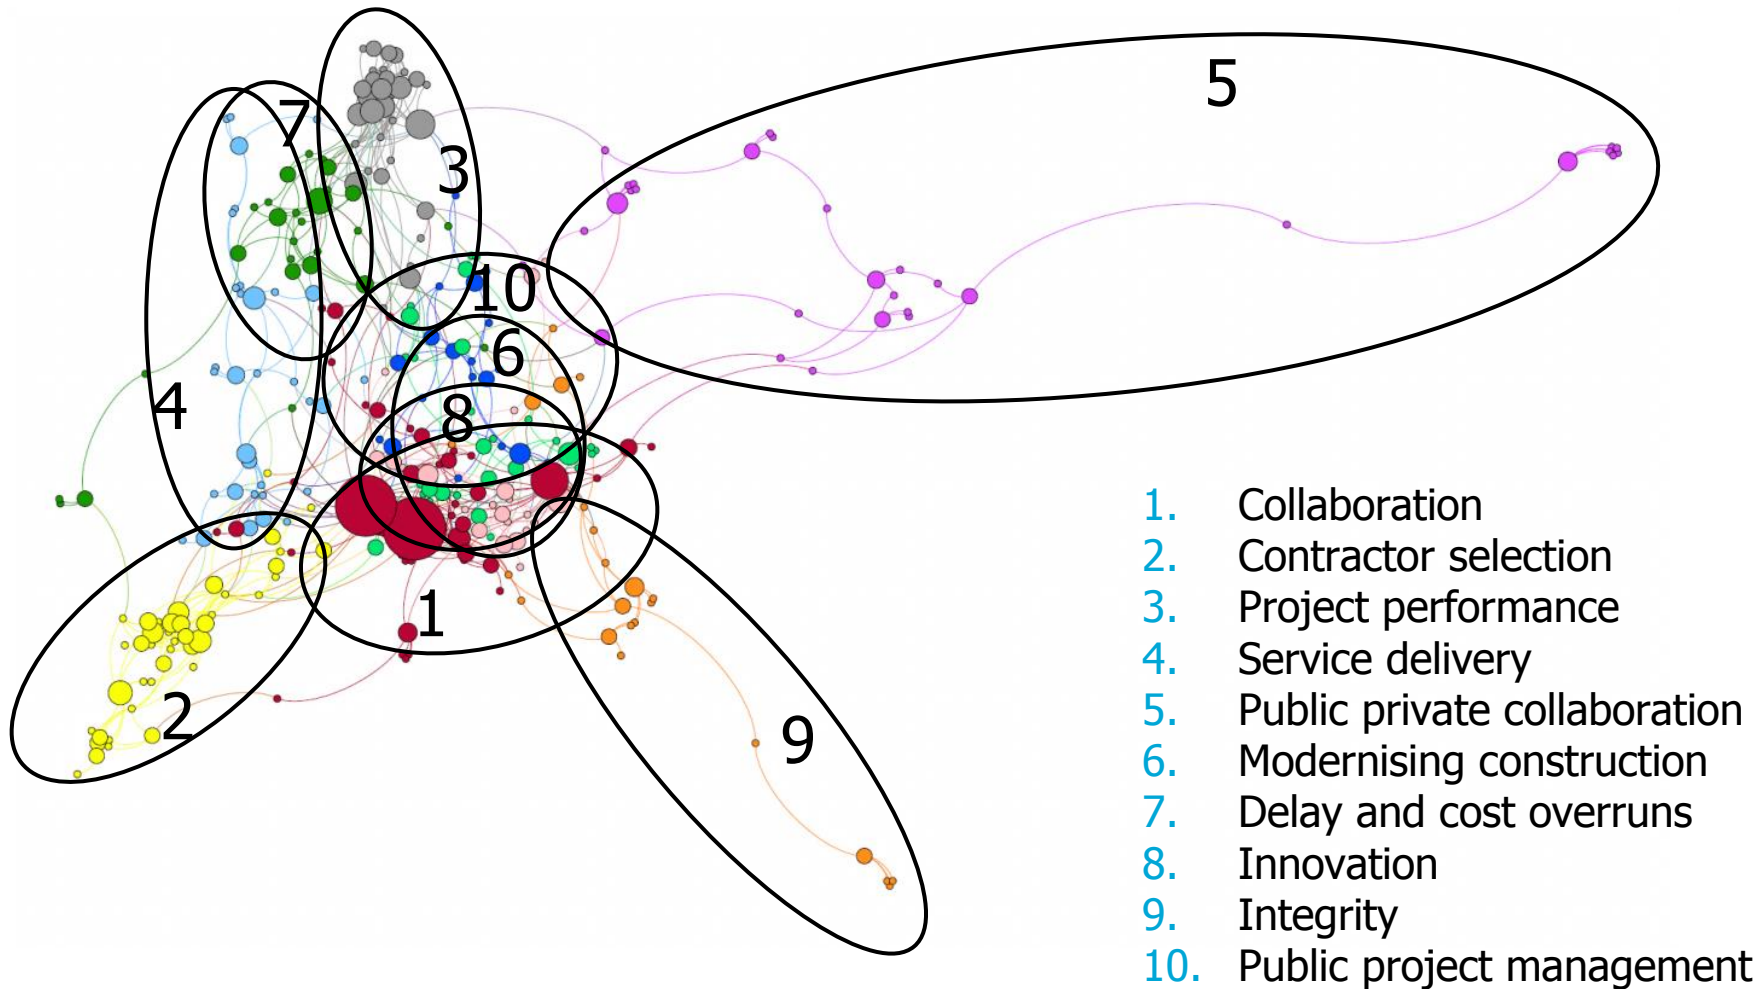 5
7
3
10
6
4
8
1
2
9
1. Collaboration
2. Contractor selection
3. Project performance
4. Service delivery
5. Public private collaboration
6. Modernising construction
7. Delay and cost overruns
8. Innovation
9. Integrity
10. Public project management